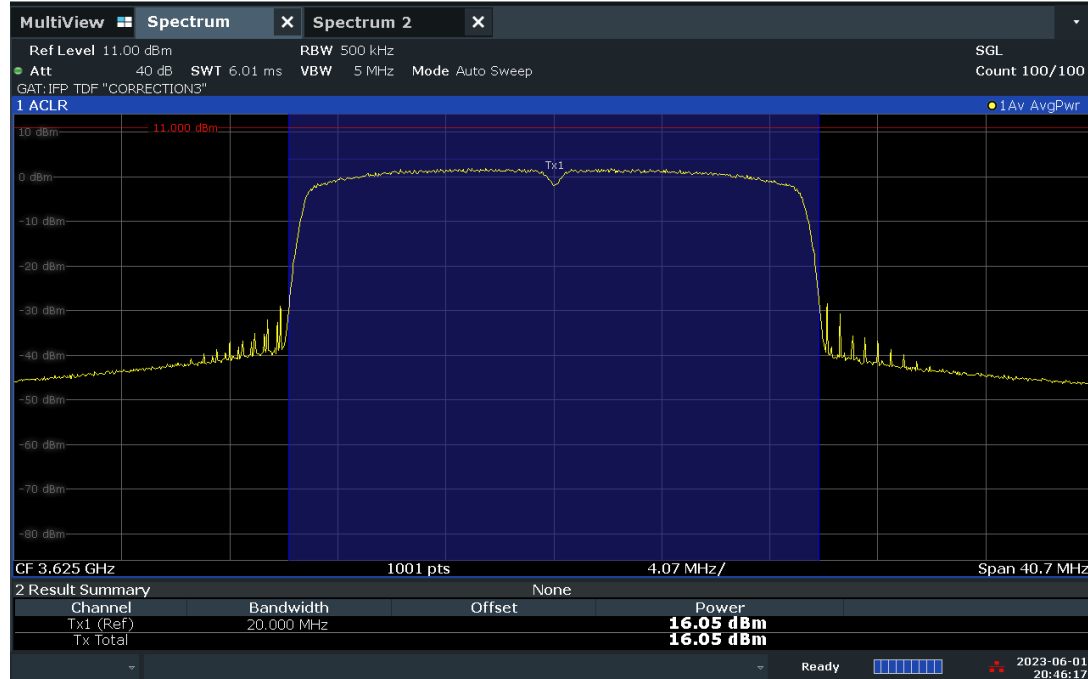 MultiView Spectrum X Spectrum 2 X
Ref Level 11.00 dBm RBW 500 kHz SGL
Att 40 dB SWT 6.01 ms VBW 5 MHz Mode Auto Sweep Count 100/100
GAT:IFP TDF "CORRECTION3"
1 ACLR 1Av AvgPwr
10 dBm 11.000 dBm
Tx1
0 dBm
-10 dBm
-20 dBm
-30 dBm
-40 dBm
-50 dBm
-60 dBm
-70 dBm
-80 dBm
CF 3.625 GHz 1001 pts 4.07 MHz/ Span 40.7 MHz
2 Result Summary None
Channel Bandwidth Offset Power
Tx1 (Ref) 20.000 MHz 16.05 dBm
Tx Total 16.05 dBm
Ready 2023-06-01
20:46:17